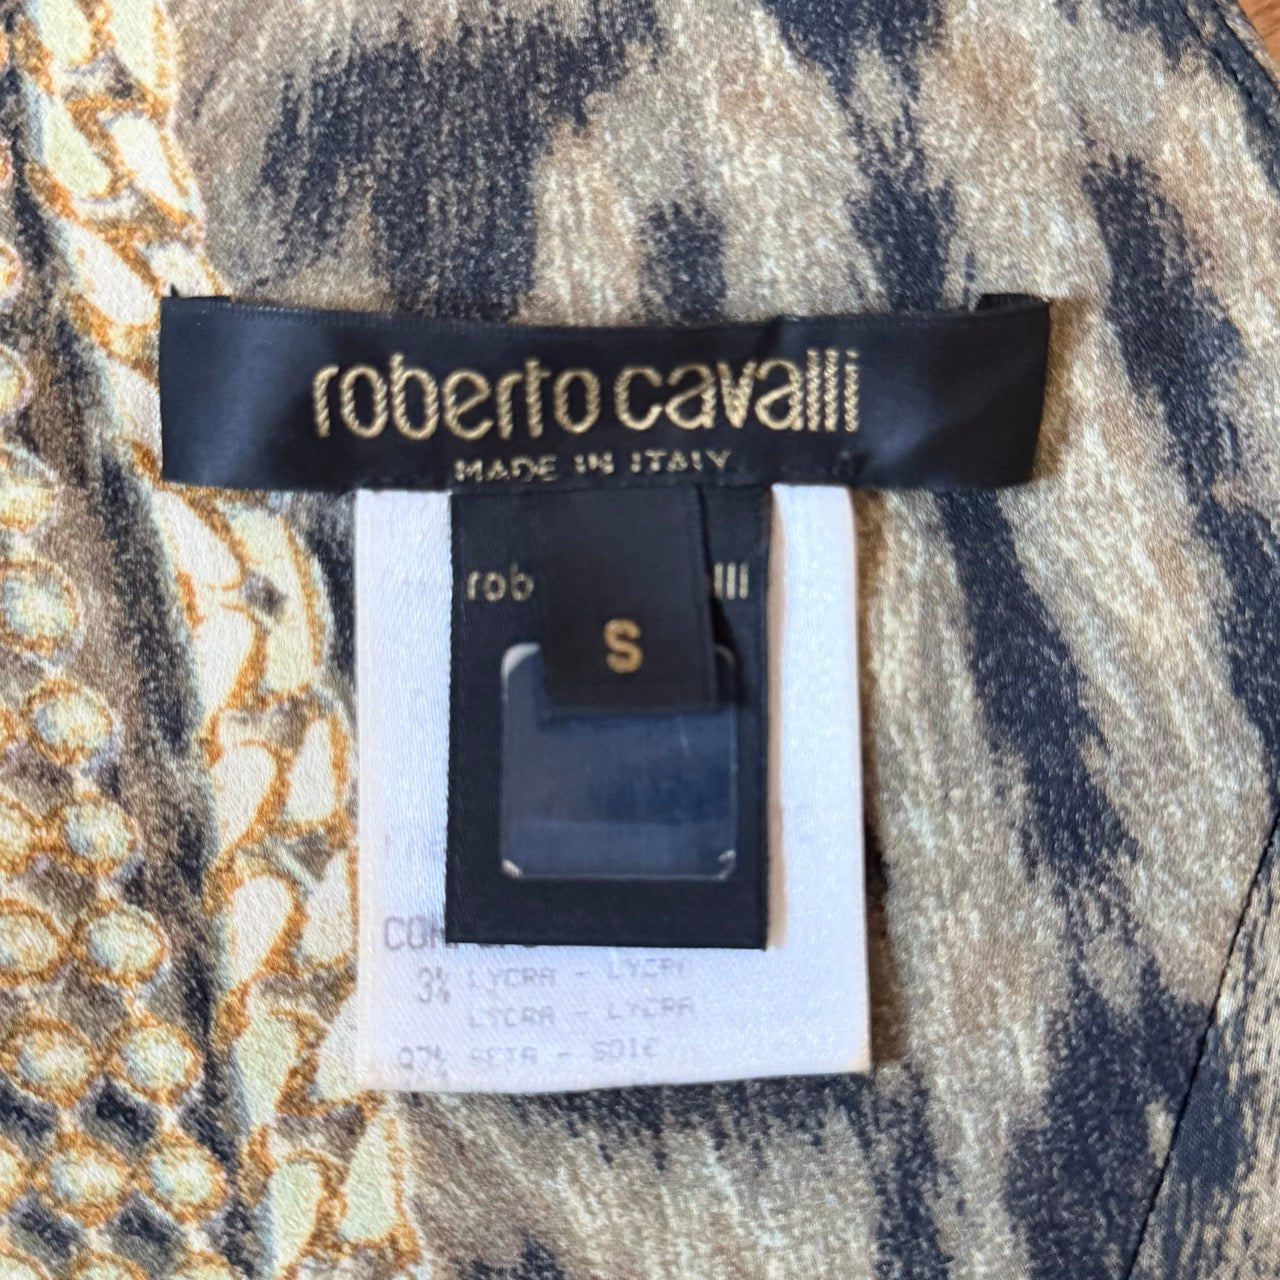 roberto cavalli
MADE IN ITALY
rob lli
S
3% LYCRA - LYCRA
LYCRA - LYCRA
97% SETA - SOIE